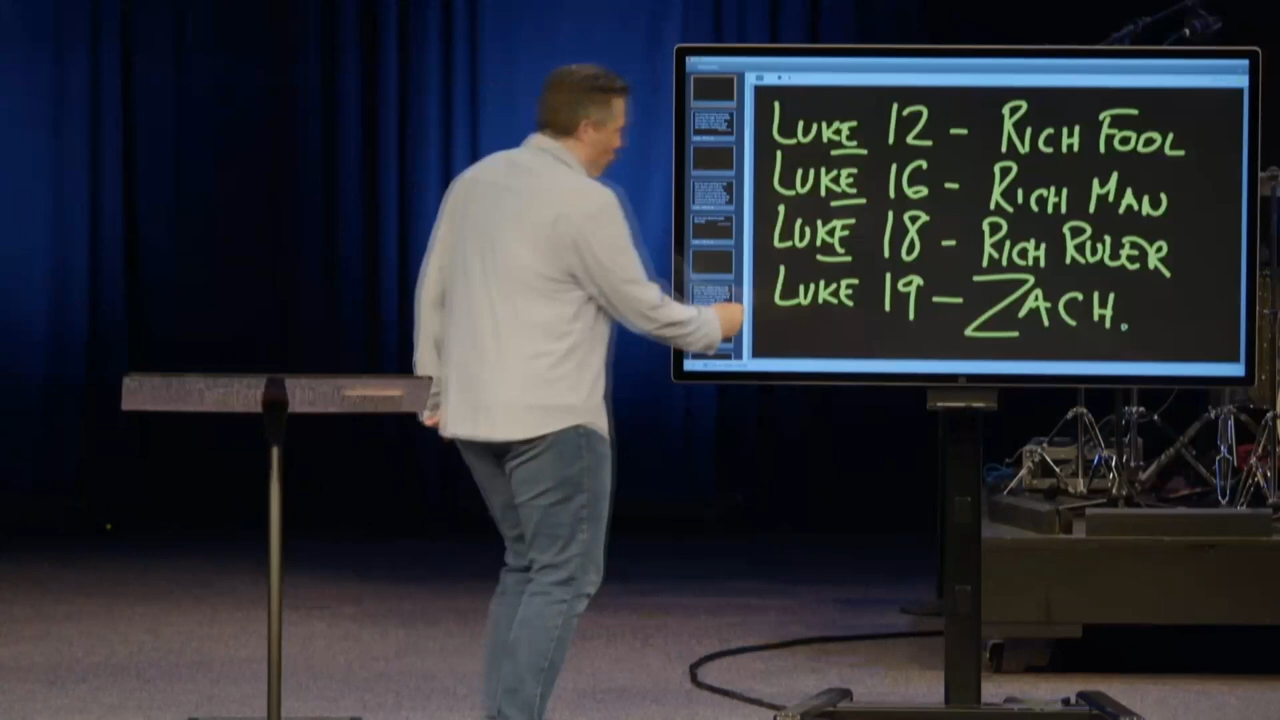 LUKE 12 - RICH FOOL
LUKE 16 - RICH MAN
LUKE 18 - RICH RULER
LUKE 19 - ZACH.